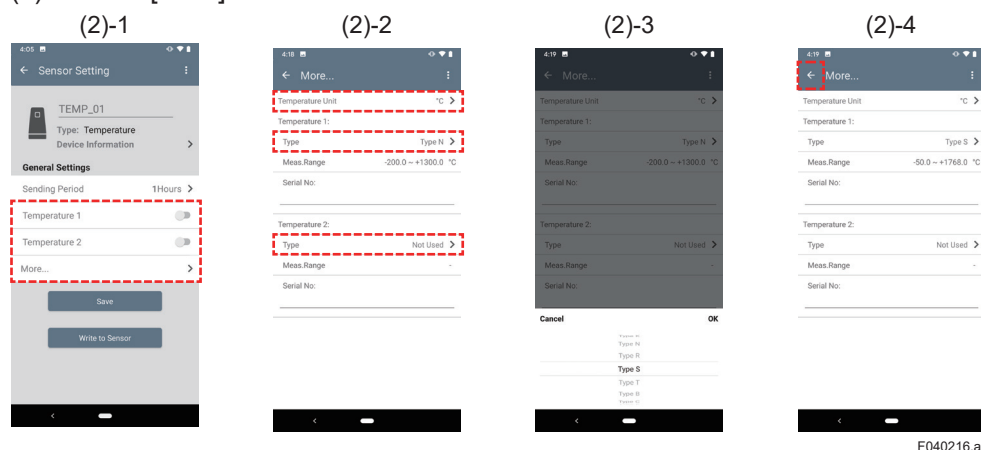 (2)-1
4:05
Sensor Setting
TEMP_01
Type: Temperature
Device Information
General Settings
Sending Period 1Hours
Temperature 1
Temperature 2
More...
Save
Write to Sensor
(2)-2
4:18
More...
Temperature Unit °C
Temperature 1:
Type Type N
Meas.Range -200.0 ~ +1300.0 °C
Serial No:
Temperature 2:
Type Not Used
Meas.Range -
Serial No:
(2)-3
4:19
More...
Temperature Unit °C
Temperature 1:
Type Type N
Meas.Range -200.0 ~ +1300.0 °C
Serial No:
Temperature 2:
Type Not Used
Meas.Range -
Serial No:
Cancel OK
Type N
Type R
Type S
Type T
Type B
(2)-4
4:19
More...
Temperature Unit °C
Temperature 1:
Type Type S
Meas.Range -50.0 ~ +1768.0 °C
Serial No:
Temperature 2:
Type Not Used
Meas.Range -
Serial No:
E040216.a